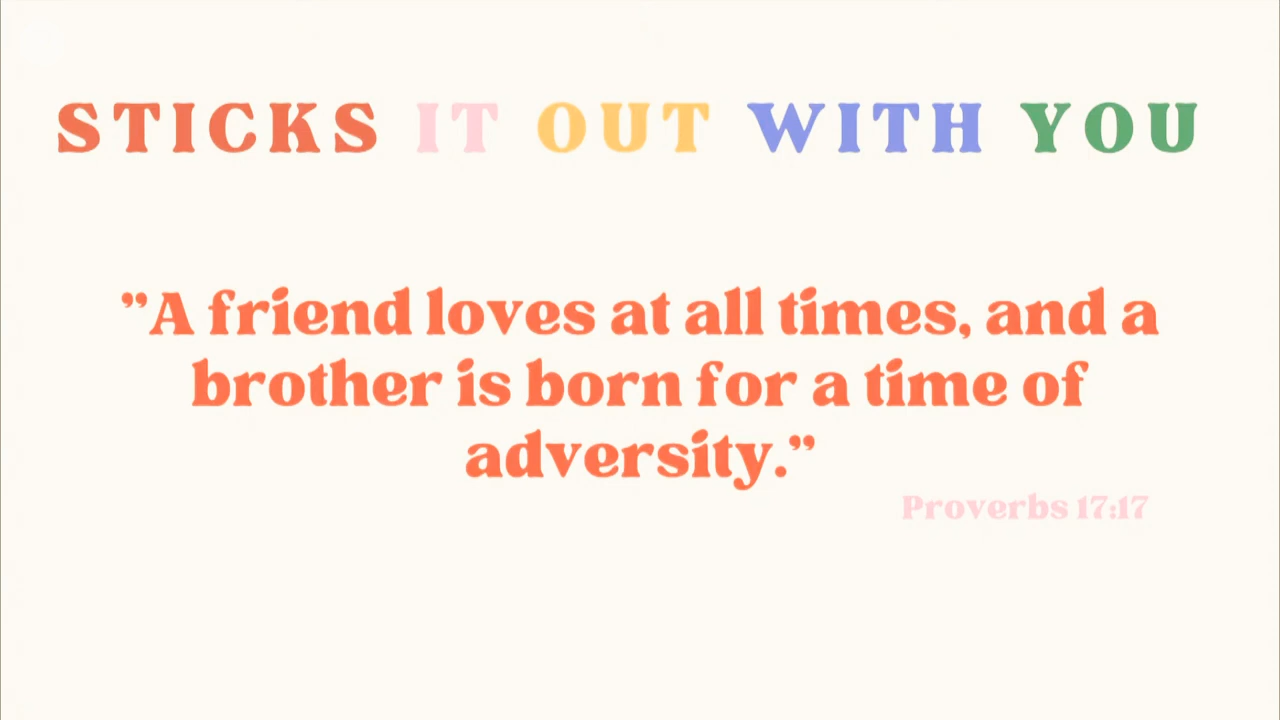 STICKS IT OUT WITH YOU
”A friend loves at all times, and a
brother is born for a time of
adversity.”
Proverbs 17:17